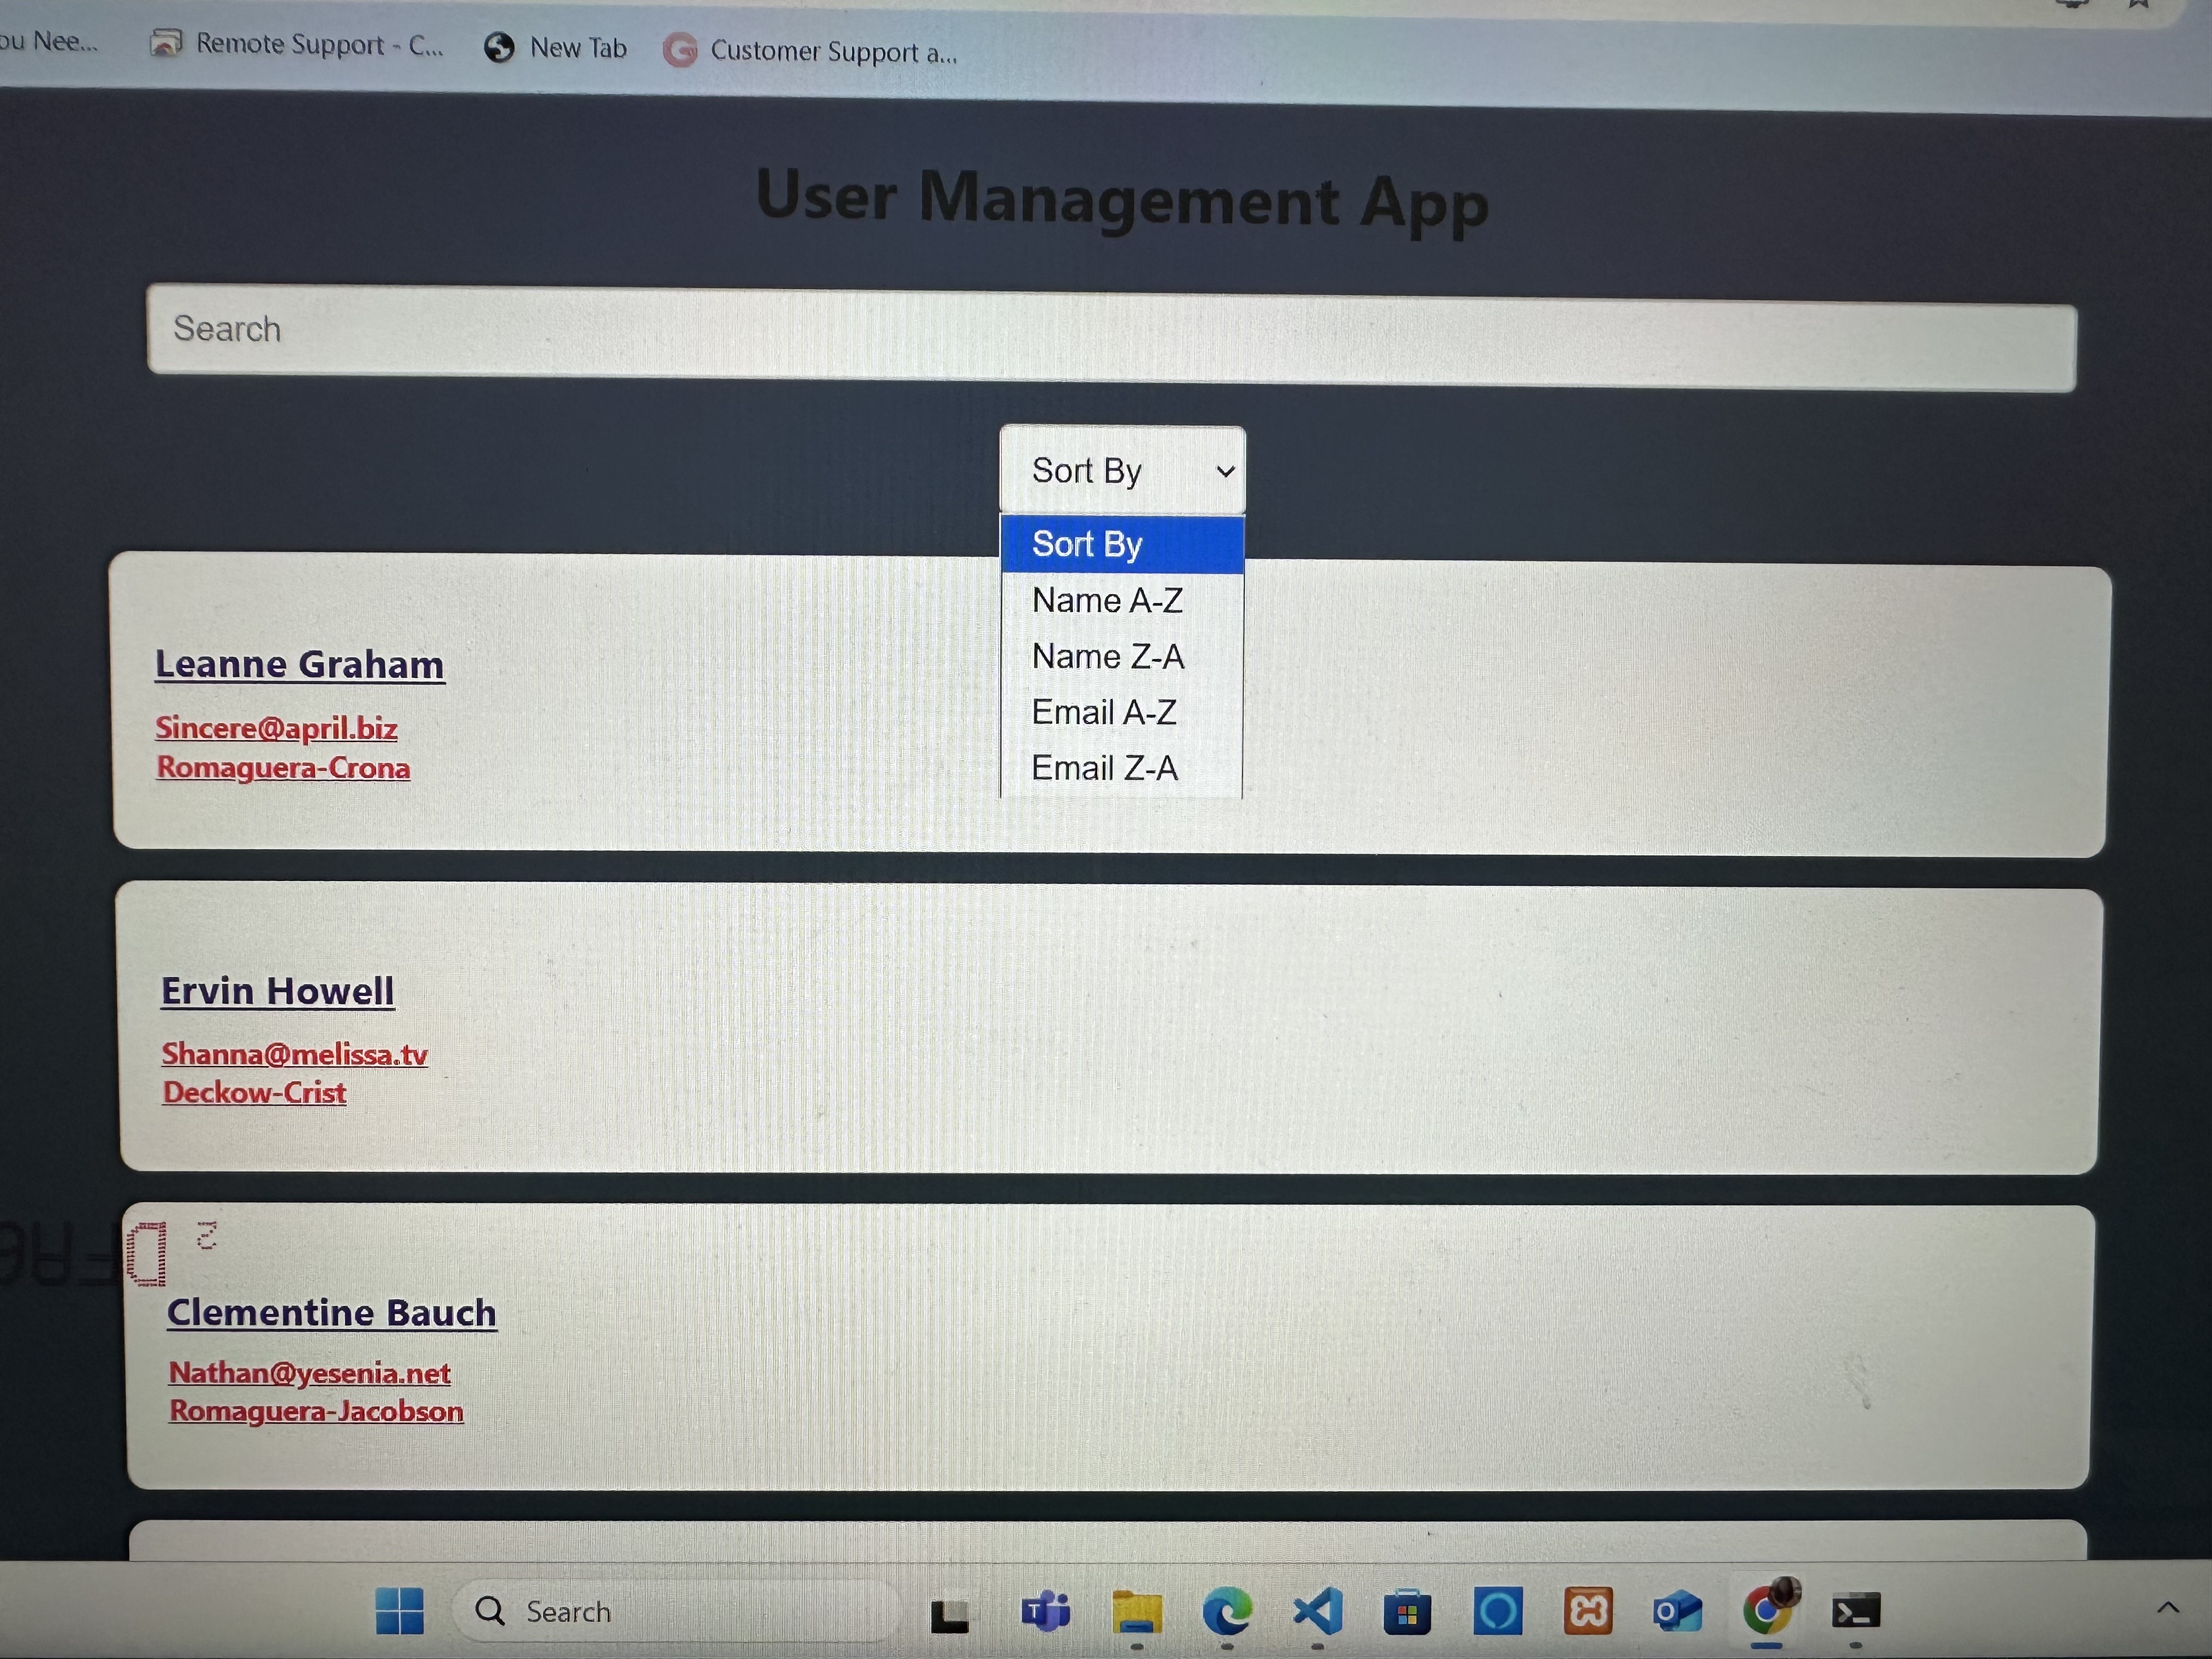 ou Nee...
Remote Support - C...
New Tab
Customer Support a...
User Management App
Search
Sort By
Sort By
Name A-Z
Name Z-A
Email A-Z
Email Z-A
Leanne Graham
Sincere@april.biz
Romaguera-Crona
Ervin Howell
Shanna@melissa.tv
Deckow-Crist
Clementine Bauch
Nathan@yesenia.net
Romaguera-Jacobson
Search